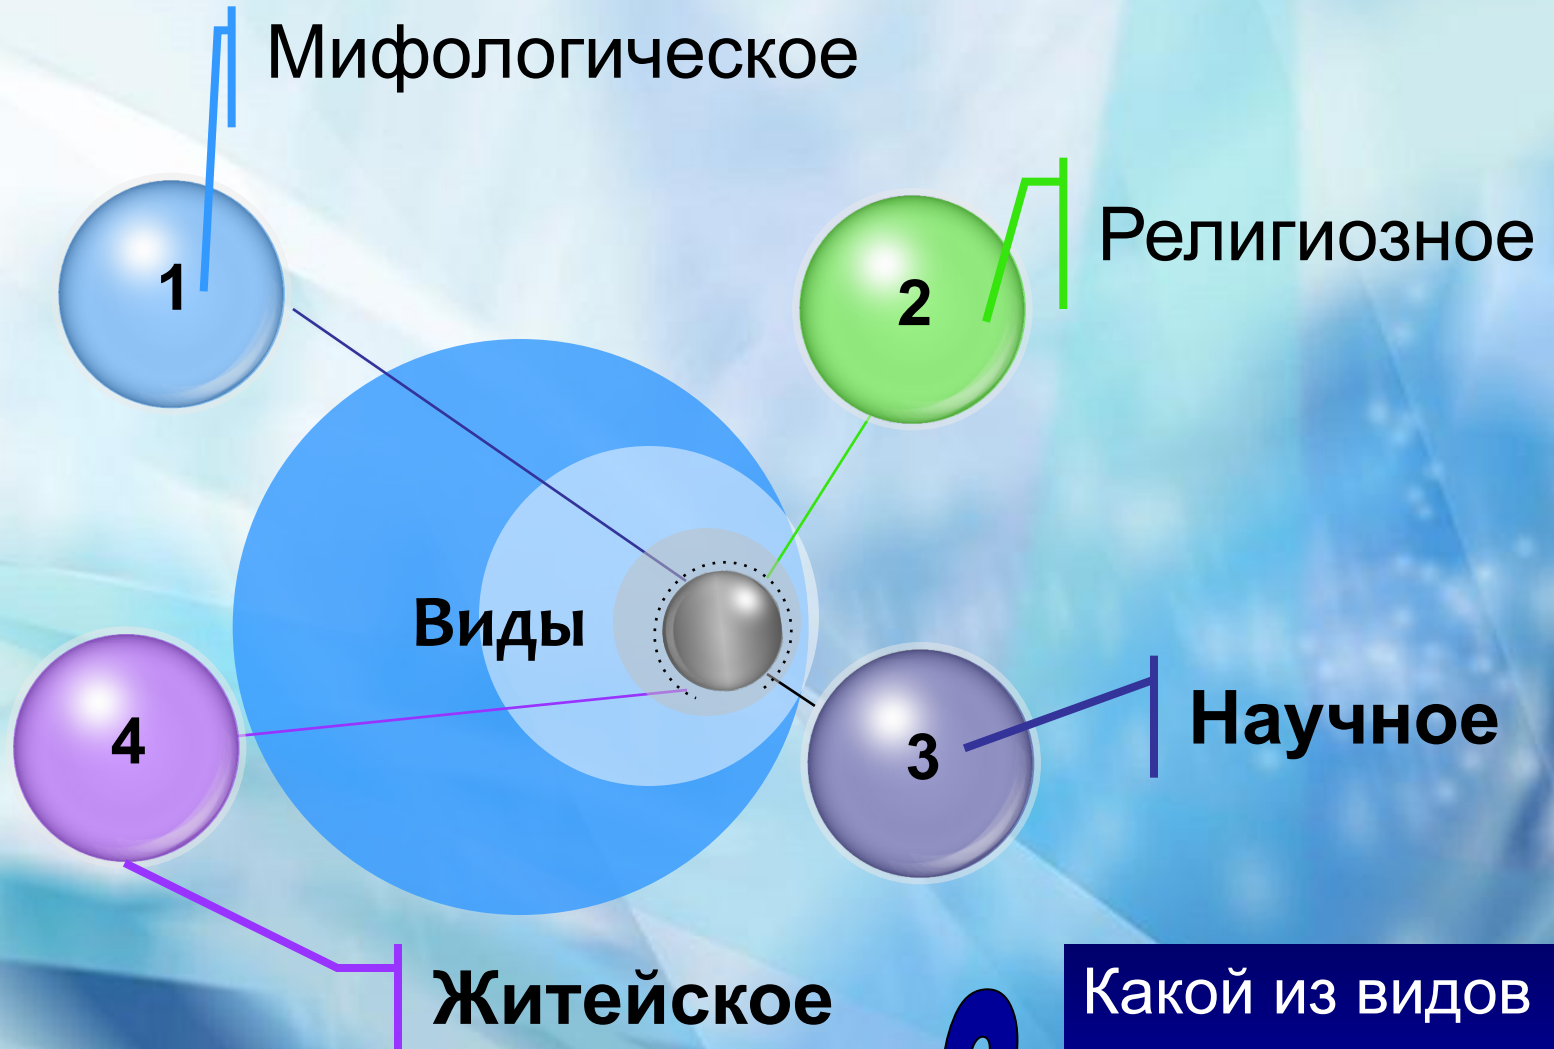 Мифологическое
1
2
Религиозное
Виды
4
3
Научное
Житейское
Какой из видов